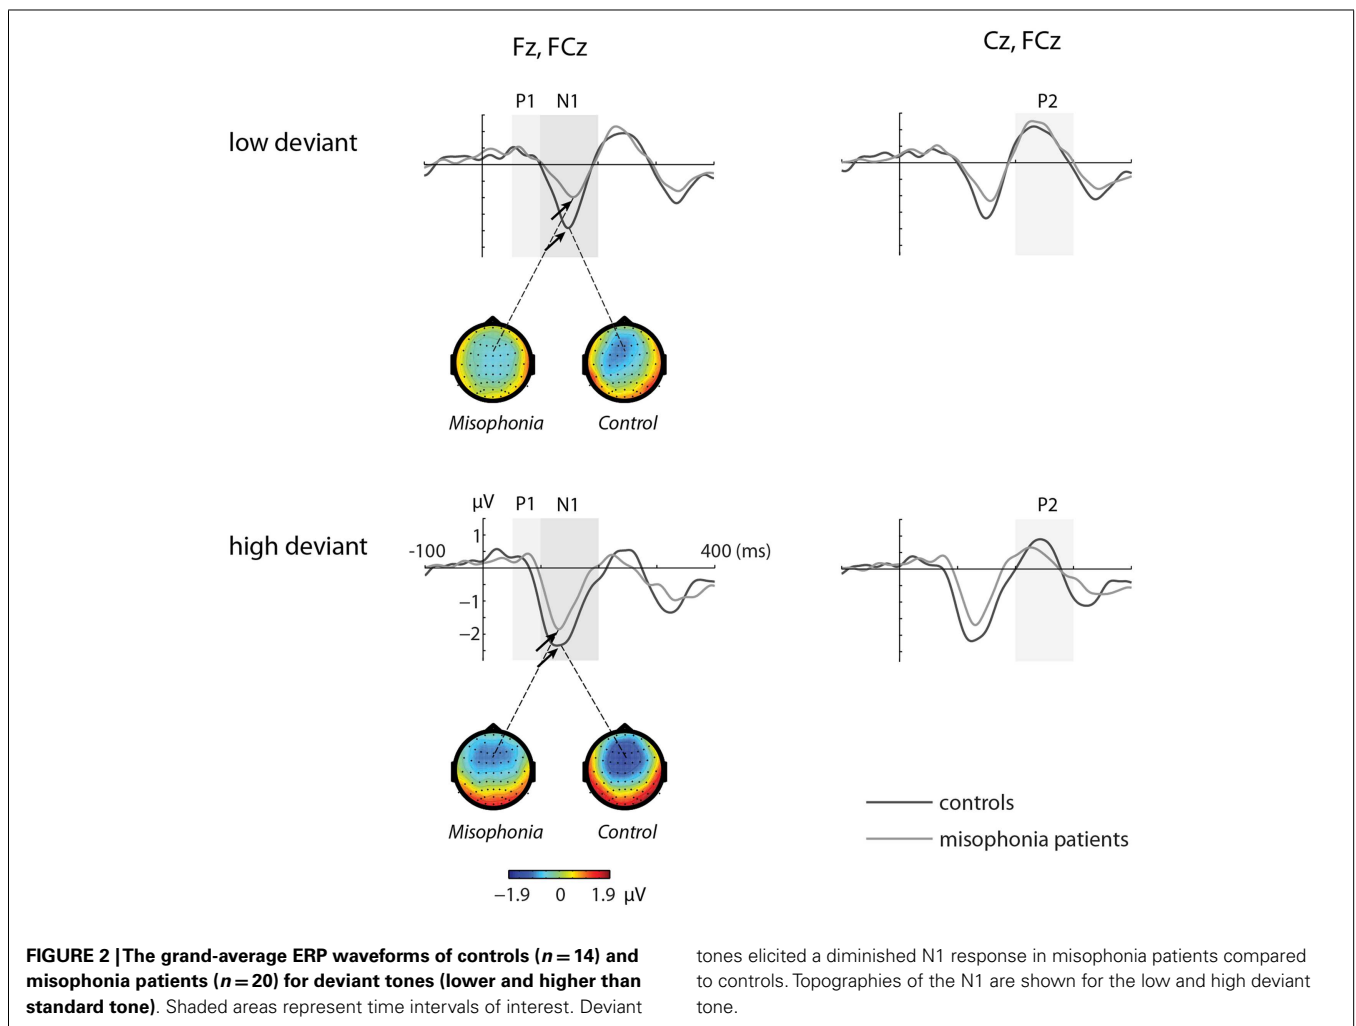 Fz, FCz
Cz, FCz
P1 N1
P2
low deviant
Misophonia Control
µV P1 N1
P2
high deviant
-100
1
400 (ms)
−1
−2
Misophonia Control
controls
misophonia patients
−1.9 0 1.9 µV
FIGURE 2 | The grand-average ERP waveforms of controls (n = 14) and
misophonia patients (n = 20) for deviant tones (lower and higher than
standard tone). Shaded areas represent time intervals of interest. Deviant
tones elicited a diminished N1 response in misophonia patients compared
to controls. Topographies of the N1 are shown for the low and high deviant
tone.